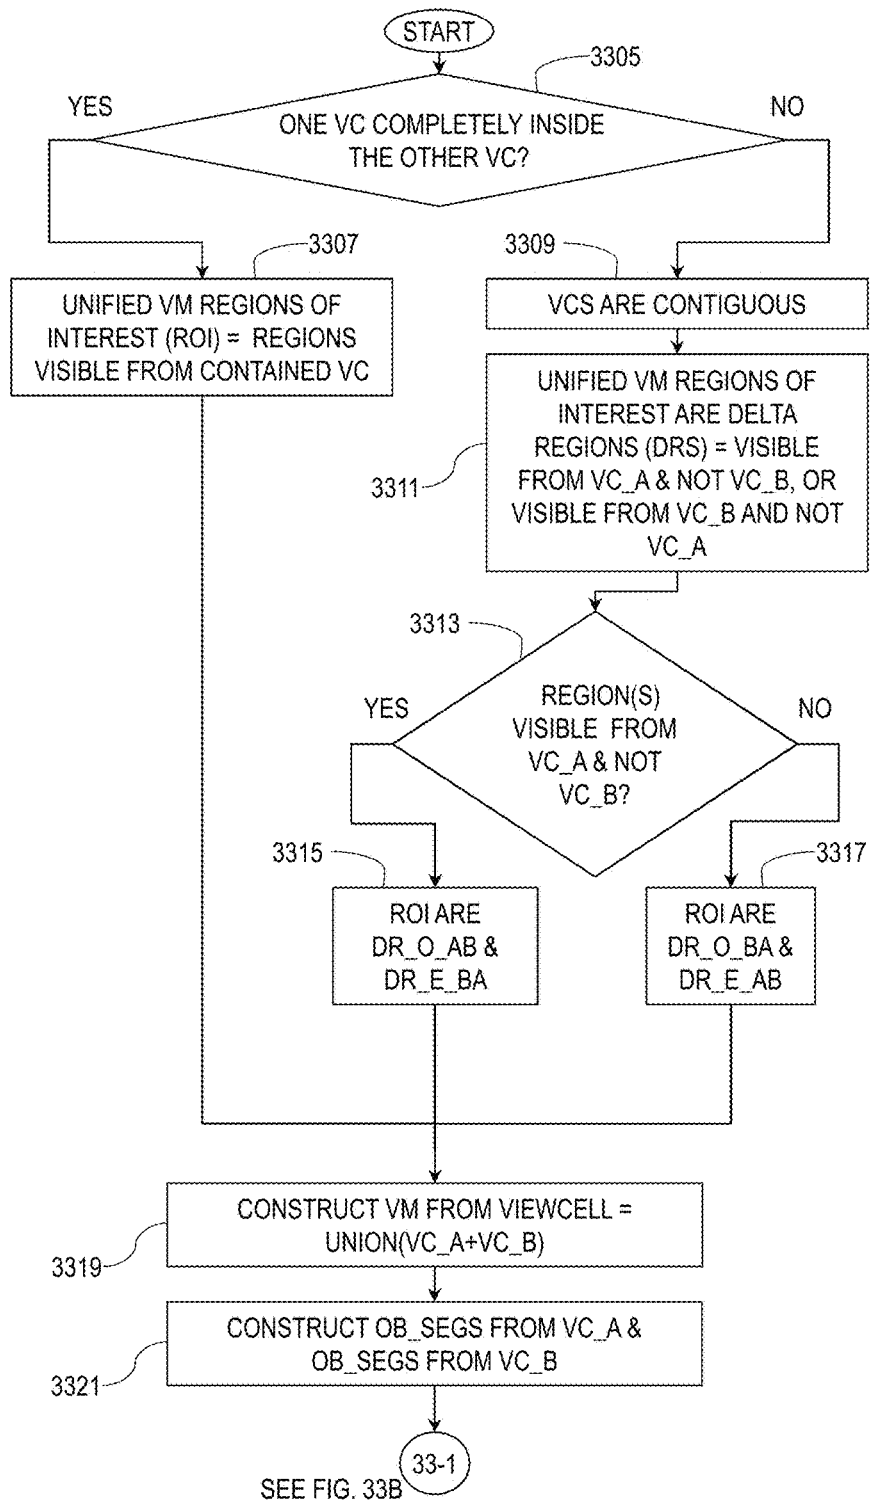 START
3305
YES
NO
ONE VC COMPLETELY INSIDE
THE OTHER VC?
3307
3309
UNIFIED VM REGIONS OF
INTEREST (ROI) = REGIONS
VISIBLE FROM CONTAINED VC
VCS ARE CONTIGUOUS
UNIFIED VM REGIONS OF
INTEREST ARE DELTA
REGIONS (DRS) = VISIBLE
FROM VC_A & NOT VC_B, OR
VISIBLE FROM VC_B AND NOT
VC_A
3311
3313
YES
NO
REGION(S)
VISIBLE FROM
VC_A & NOT
VC_B?
3315
3317
ROI ARE
DR_O_AB &
DR_E_BA
ROI ARE
DR_O_BA &
DR_E_AB
CONSTRUCT VM FROM VIEWCELL =
UNION(VC_A+VC_B)
3319
CONSTRUCT OB_SEGS FROM VC_A &
OB_SEGS FROM VC_B
3321
33-1
SEE FIG. 33B